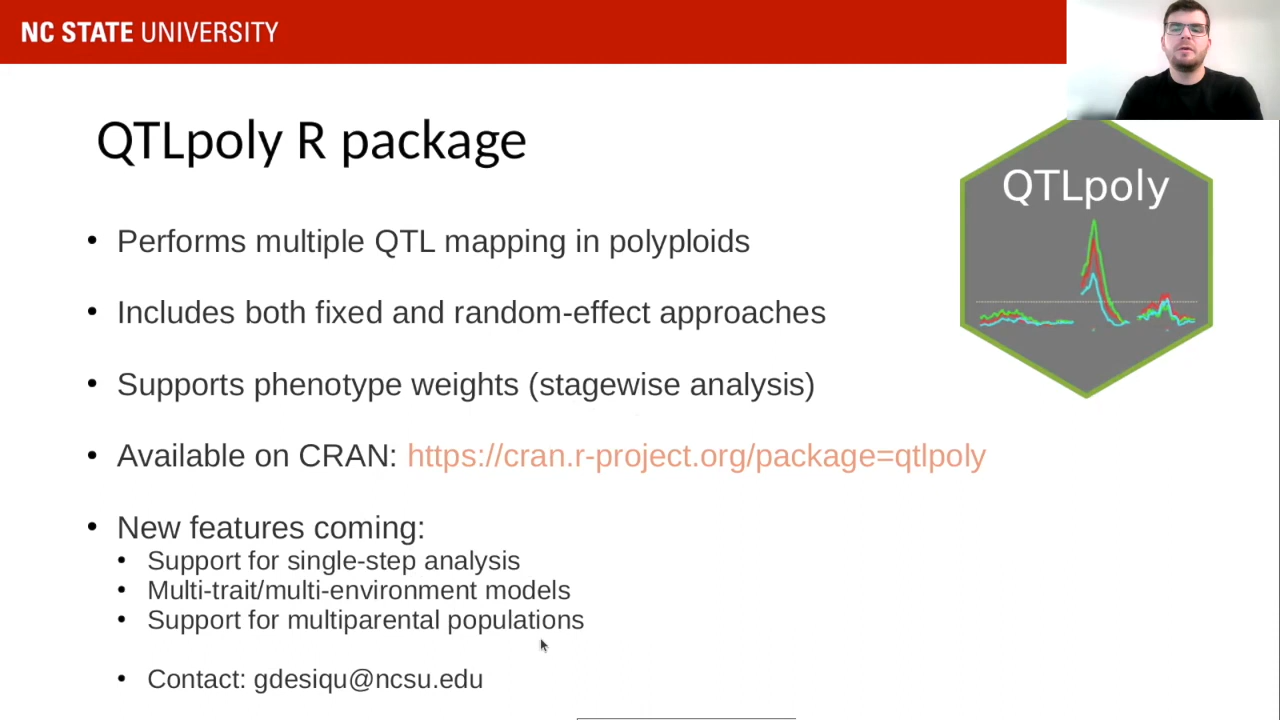 NC STATE UNIVERSITY
QTLpoly R package
QTLpoly
• Performs multiple QTL mapping in polyploids
• Includes both fixed and random-effect approaches
• Supports phenotype weights (stagewise analysis)
• Available on CRAN: https://cran.r-project.org/package=qtlpoly
• New features coming:
• Support for single-step analysis
• Multi-trait/multi-environment models
• Support for multiparental populations
• Contact: gdesiqu@ncsu.edu